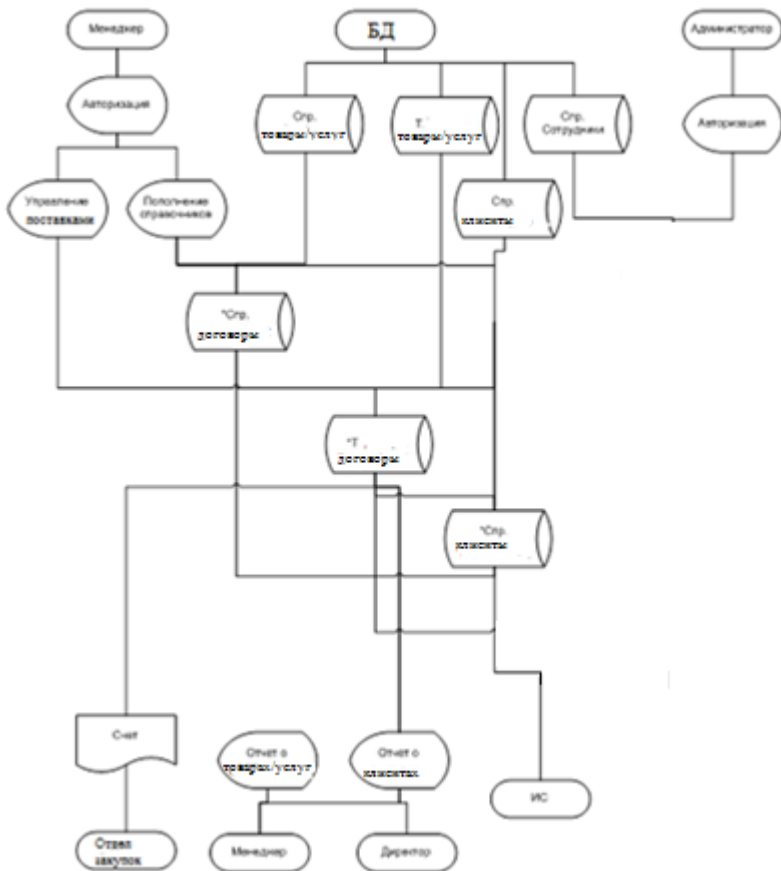 Менеджер
БД
Администратор
Авторизация
Спр.
товары/услуг
Т
товары/услуг
Спр.
Сотрудники
Авторизация
Управление
поставками
Пополнение
справочников
Спр.
клиенты
*Спр.
договоры
*Т
договоры
*Спр.
клиенты
Счет
Отчет о
товарах/услуг
Отчет о
клиентах
ИС
Отдел
закупок
Менеджер
Директор